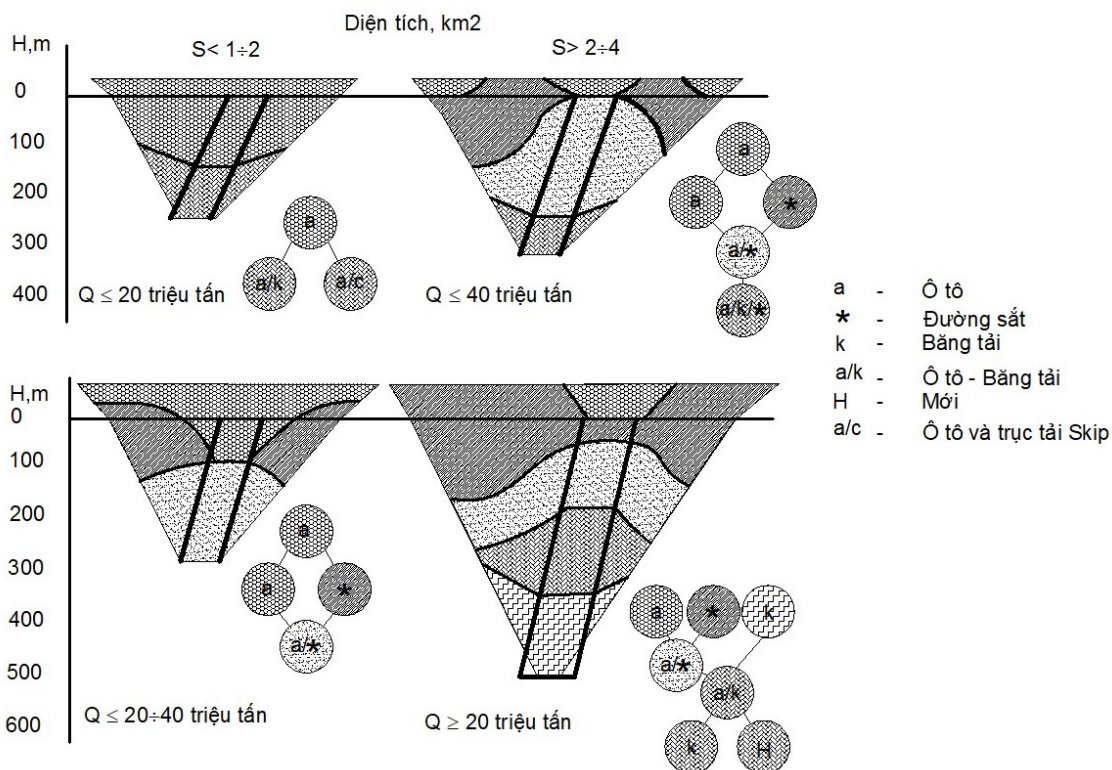 Diện tích, km2
H,m
S< 1÷2
S> 2÷4
0
100
200
300
400
a
a/k
a/c
Q ≤ 20 triệu tấn
a
a
*
a/*
a/k/*
Q ≤ 40 triệu tấn
a - Ô tô
* - Đường sắt
k - Băng tải
a/k - Ô tô - Băng tải
H - Mới
a/c - Ô tô và trục tải Skip
H,m
0
100
200
300
400
500
600
a
a
*
a/*
Q ≤ 20÷40 triệu tấn
a
*
k
a/*
a/k
k
H
Q ≥ 20 triệu tấn